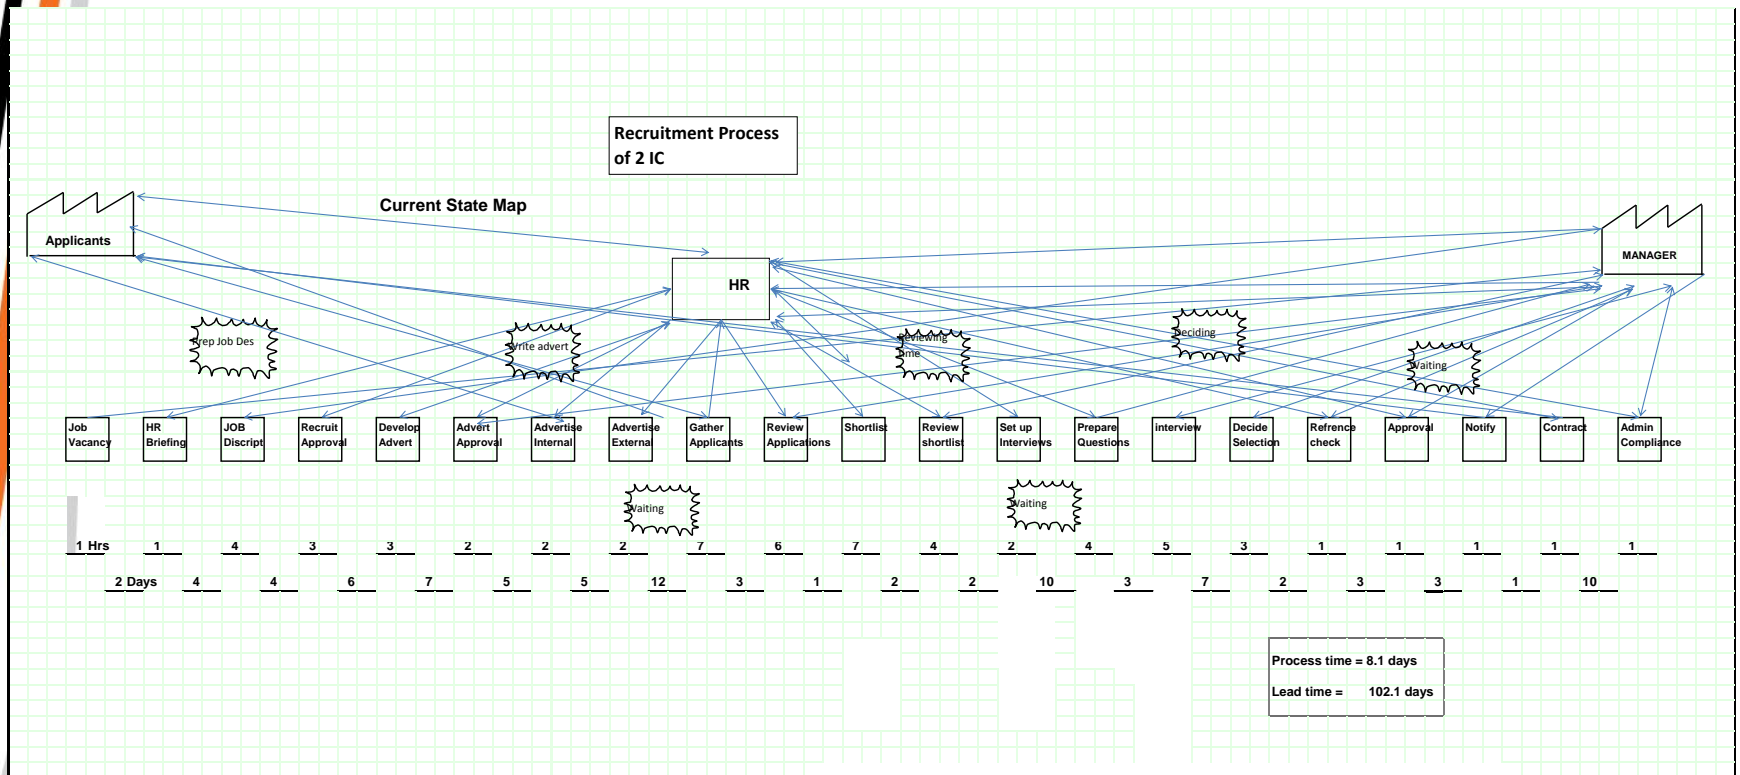 Recruitment Process
of 2 IC
Current State Map
Applicants
MANAGER
HR
Prep Job Des
Write advert
Reviewing
time
Deciding
Waiting
Job
Vacancy
HR
Briefing
JOB
Discript
Recruit
Approval
Develop
Advert
Advert
Approval
Advertise
Internal
Advertise
External
Gather
Applicants
Review
Applications
Shortlist
Review
shortlist
Set up
Interviews
Prepare
Questions
interview
Decide
Selection
Refrence
check
Approval
Notify
Contract
Admin
Compliance
Waiting
Waiting
1 Hrs 1 4 3 3 2 2 2 7 6 7 4 2 4 5 3 1 1 1 1 1
2 Days 4 4 6 7 5 5 12 3 1 2 2 10 3 7 2 3 3 1 10
Process time = 8.1 days
Lead time = 102.1 days